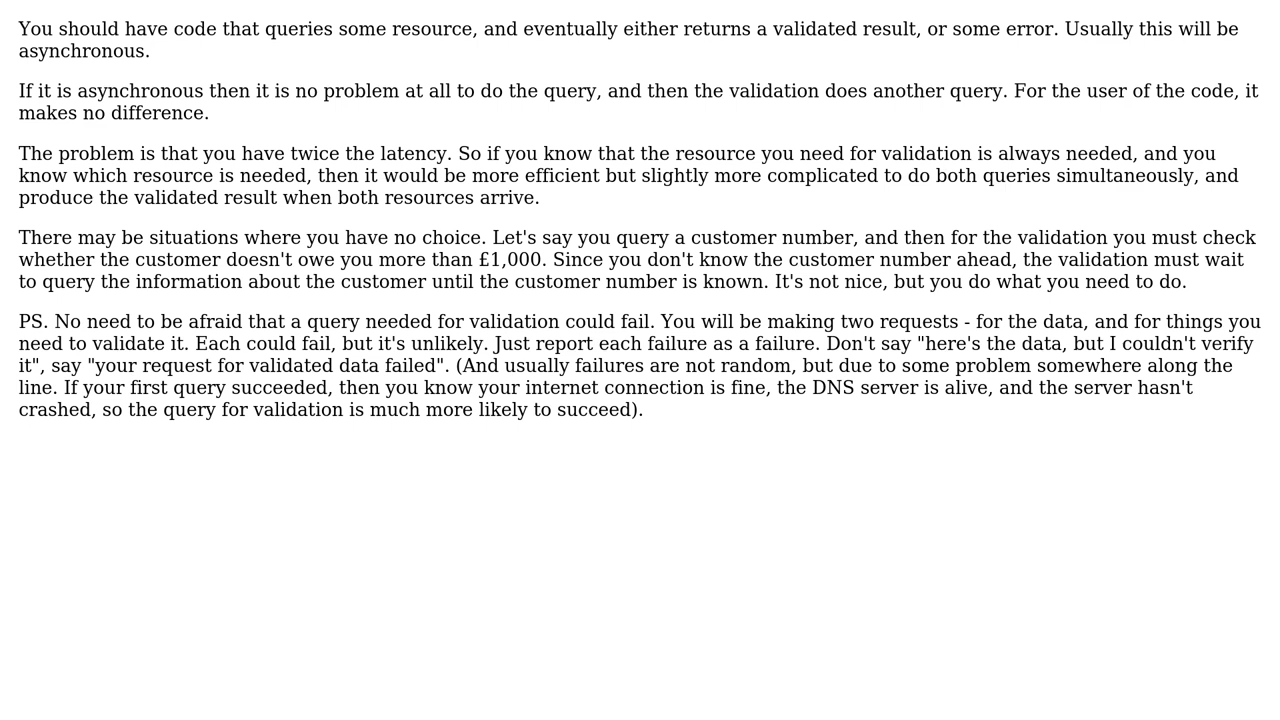 You should have code that queries some resource, and eventually either returns a validated result, or some error. Usually this will be
asynchronous.
If it is asynchronous then it is no problem at all to do the query, and then the validation does another query. For the user of the code, it
makes no difference.
The problem is that you have twice the latency. So if you know that the resource you need for validation is always needed, and you
know which resource is needed, then it would be more efficient but slightly more complicated to do both queries simultaneously, and
produce the validated result when both resources arrive.
There may be situations where you have no choice. Let's say you query a customer number, and then for the validation you must check
whether the customer doesn't owe you more than £1,000. Since you don't know the customer number ahead, the validation must wait
to query the information about the customer until the customer number is known. It's not nice, but you do what you need to do.
PS. No need to be afraid that a query needed for validation could fail. You will be making two requests - for the data, and for things you
need to validate it. Each could fail, but it's unlikely. Just report each failure as a failure. Don't say "here's the data, but I couldn't verify
it", say "your request for validated data failed". (And usually failures are not random, but due to some problem somewhere along the
line. If your first query succeeded, then you know your internet connection is fine, the DNS server is alive, and the server hasn't
crashed, so the query for validation is much more likely to succeed).